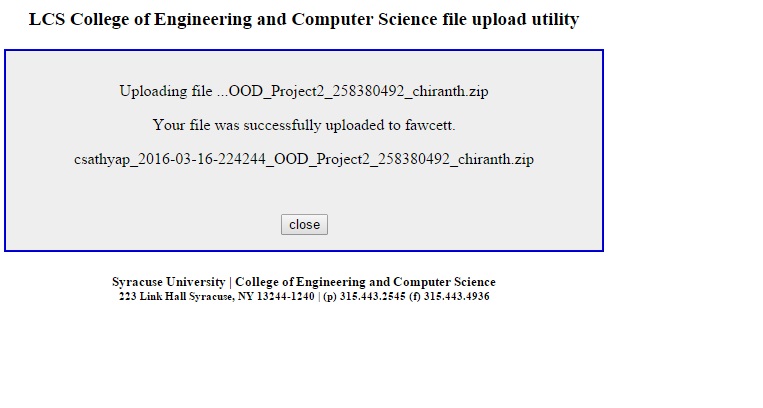 LCS College of Engineering and Computer Science file upload utility
Uploading file ...OOD_Project2_258380492_chiranth.zip
Your file was successfully uploaded to fawcett.
csathyap_2016-03-16-224244_OOD_Project2_258380492_chiranth.zip
close
Syracuse University | College of Engineering and Computer Science
223 Link Hall Syracuse, NY 13244-1240 | (p) 315.443.2545 (f) 315.443.4936